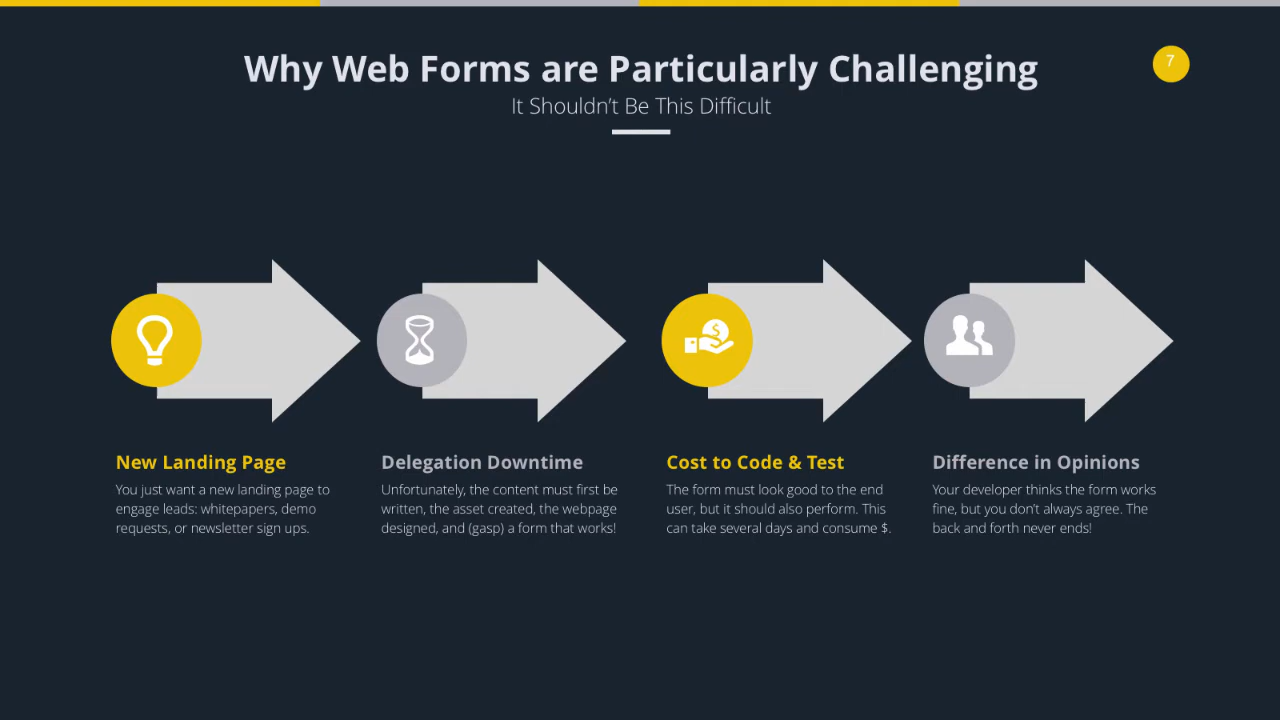 Why Web Forms are Particularly Challenging
7
It Shouldn't Be This Difficult
New Landing Page
You just want a new landing page to
engage leads: whitepapers, demo
requests, or newsletter sign ups.
Delegation Downtime
Unfortunately, the content must first be
written, the asset created, the webpage
designed, and (gasp) a form that works!
Cost to Code & Test
The form must look good to the end
user, but it should also perform. This
can take several days and consume $.
Difference in Opinions
Your developer thinks the form works
fine, but you don't always agree. The
back and forth never ends!